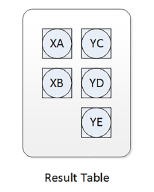 XA YC
XB YD
YE
Result Table